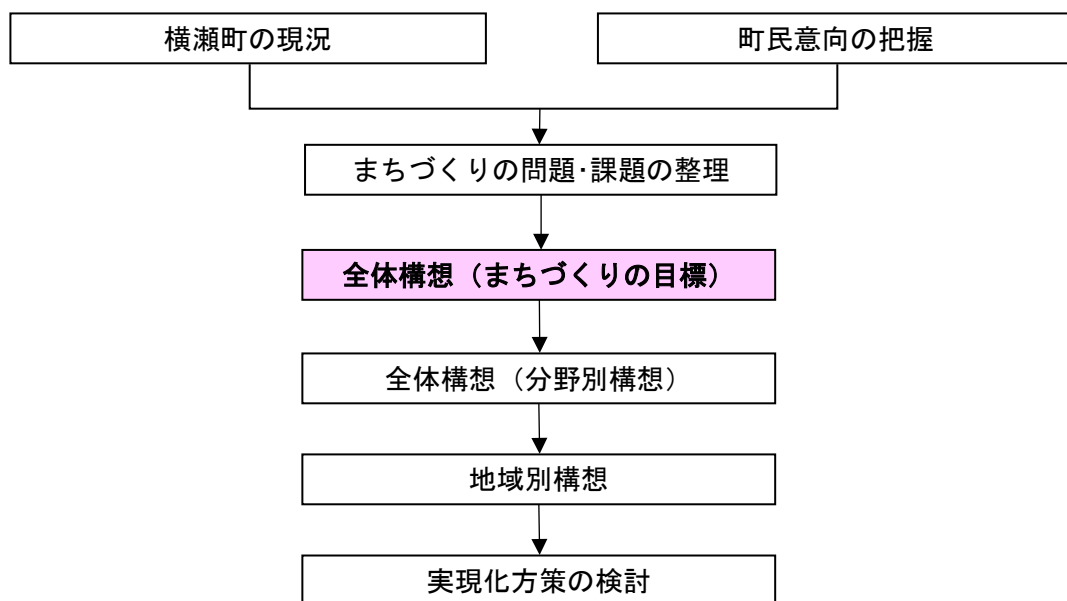 横瀬町の現況
町民意向の把握
まちづくりの問題・課題の整理
全体構想（まちづくりの目標）
全体構想（分野別構想）
地域別構想
実現化方策の検討